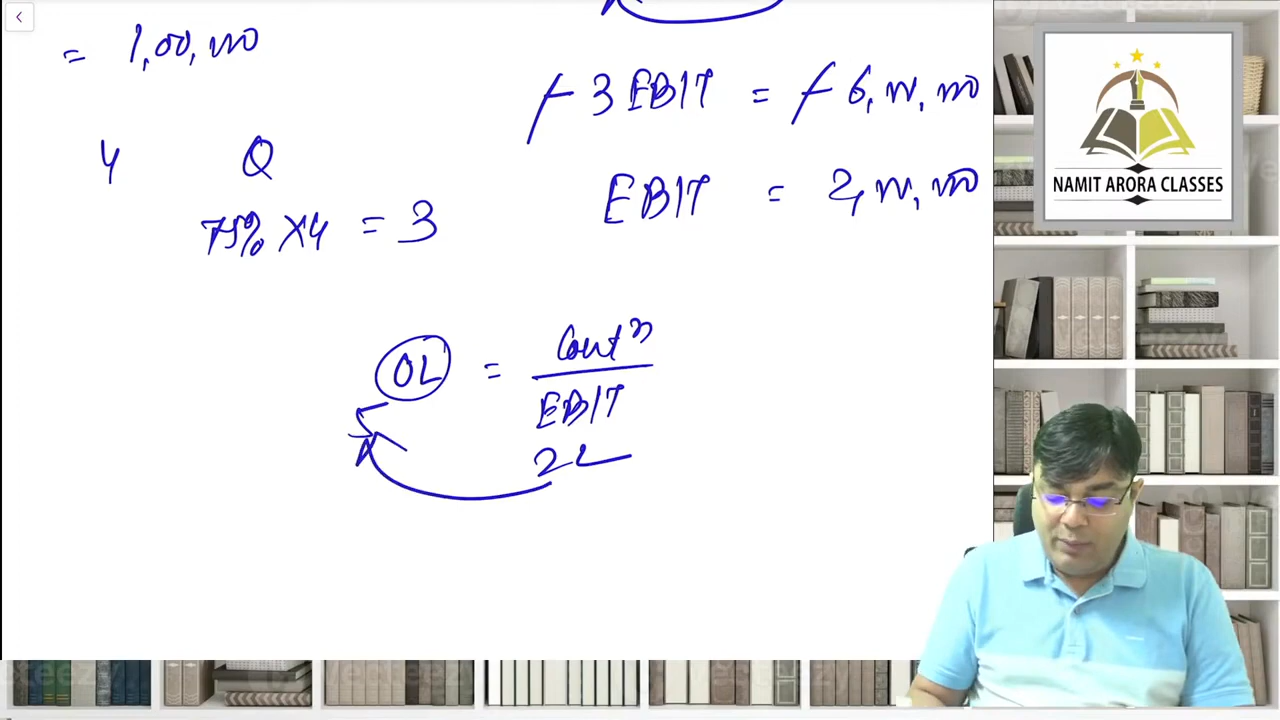 = 1,00,000
- 3 EBIT = - 6,00,000
4 Q
EBIT = 2,00,000
75% X4 = 3
OL = Contn
EBIT
2L
NAMIT ARORA CLASSES